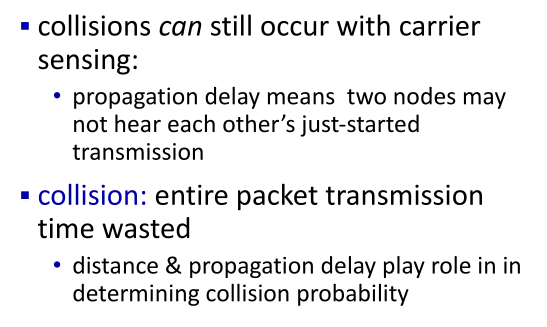 ▪ collisions can still occur with carrier
sensing:
• propagation delay means  two nodes may
not hear each other's just-started
transmission
▪ collision: entire packet transmission
time wasted
• distance & propagation delay play role in in
determining collision probability